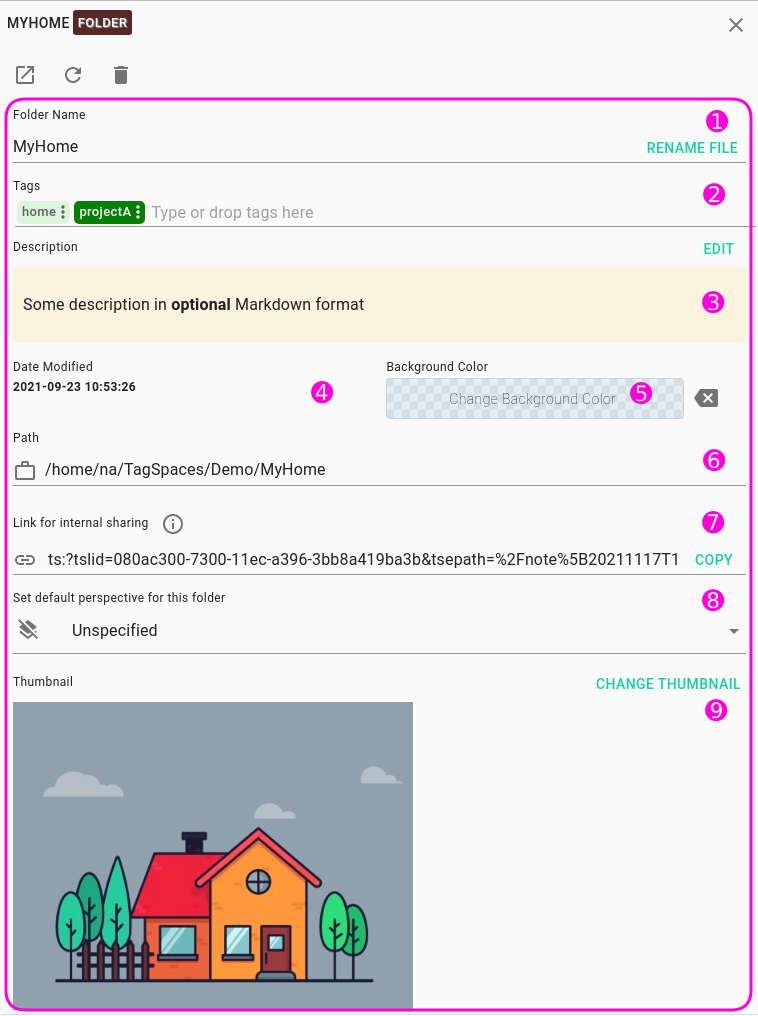 MYHOME FOLDER
Folder Name
1
MyHome
RENAME FILE
Tags
2
home projectA Type or drop tags here
Description
EDIT
Some description in optional Markdown format
3
Date Modified
Background Color
2021-09-23 10:53:26
4
Change Background Color
5
Path
/home/na/TagSpaces/Demo/MyHome
6
Link for internal sharing
7
ts:?tslid=080ac300-7300-11ec-a396-3bb8a419ba3b&tsepath=%2Fnote%5B20211117T1
COPY
Set default perspective for this folder
8
Unspecified
Thumbnail
CHANGE THUMBNAIL
9